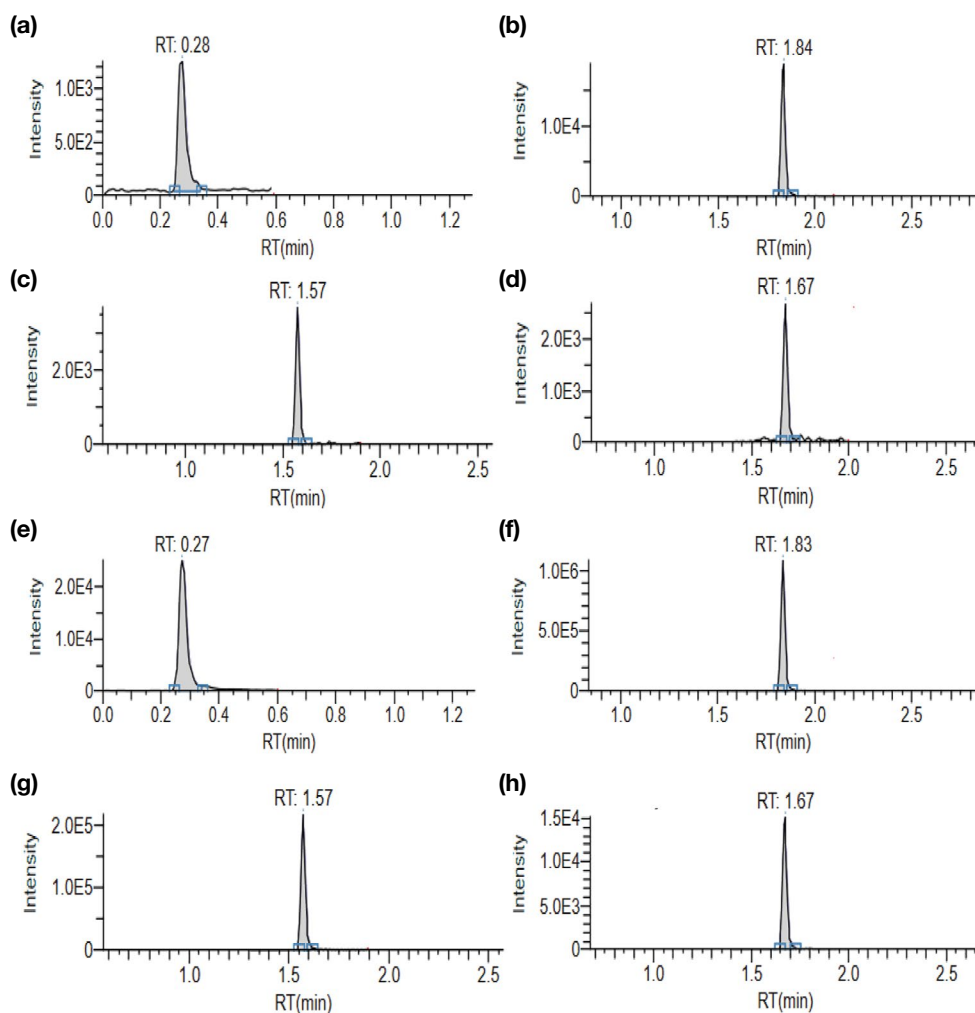 (a)
RT: 0.28
Intensity
1.0E3
5.0E2
0
0.0 0.2 0.4 0.6 0.8 1.0 1.2
RT(min)
(b)
RT: 1.84
Intensity
1.0E4
0
1.0 1.5 2.0 2.5
RT(min)
(c)
RT: 1.57
Intensity
2.0E3
0
1.0 1.5 2.0 2.5
RT(min)
(d)
RT: 1.67
Intensity
2.0E3
1.0E3
0
1.0 1.5 2.0 2.5
RT(min)
(e)
RT: 0.27
Intensity
2.0E4
1.0E4
0
0.0 0.2 0.4 0.6 0.8 1.0 1.2
RT(min)
(f)
RT: 1.83
Intensity
1.0E6
5.0E5
0
1.0 1.5 2.0 2.5
RT(min)
(g)
RT: 1.57
Intensity
2.0E5
1.0E5
0
1.0 1.5 2.0 2.5
RT(min)
(h)
RT: 1.67
Intensity
1.5E4
1.0E4
5.0E3
0
1.0 1.5 2.0 2.5
RT(min)